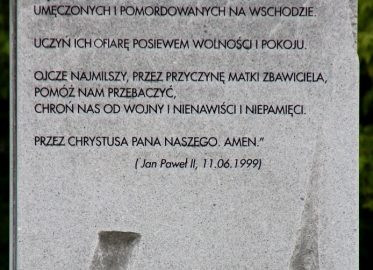 UMĘCZONYCH I POMORDOWANYCH NA WSCHODZIE.
UCZYŃ ICH OFIARĘ POSIEWEM WOLNOŚCI I POKOJU.
OJCZE NAJMILSZY, PRZEZ PRZYCZYNĘ MATKI ZBAWICIELA,
POMÓŻ NAM PRZEBACZYĆ,
CHROŃ NAS OD WOJNY I NIENAWIŚCI I NIEPAMIĘCI.
PRZEZ CHRYSTUSA PANA NASZEGO. AMEN."
( Jan Paweł II, 11.06.1999)